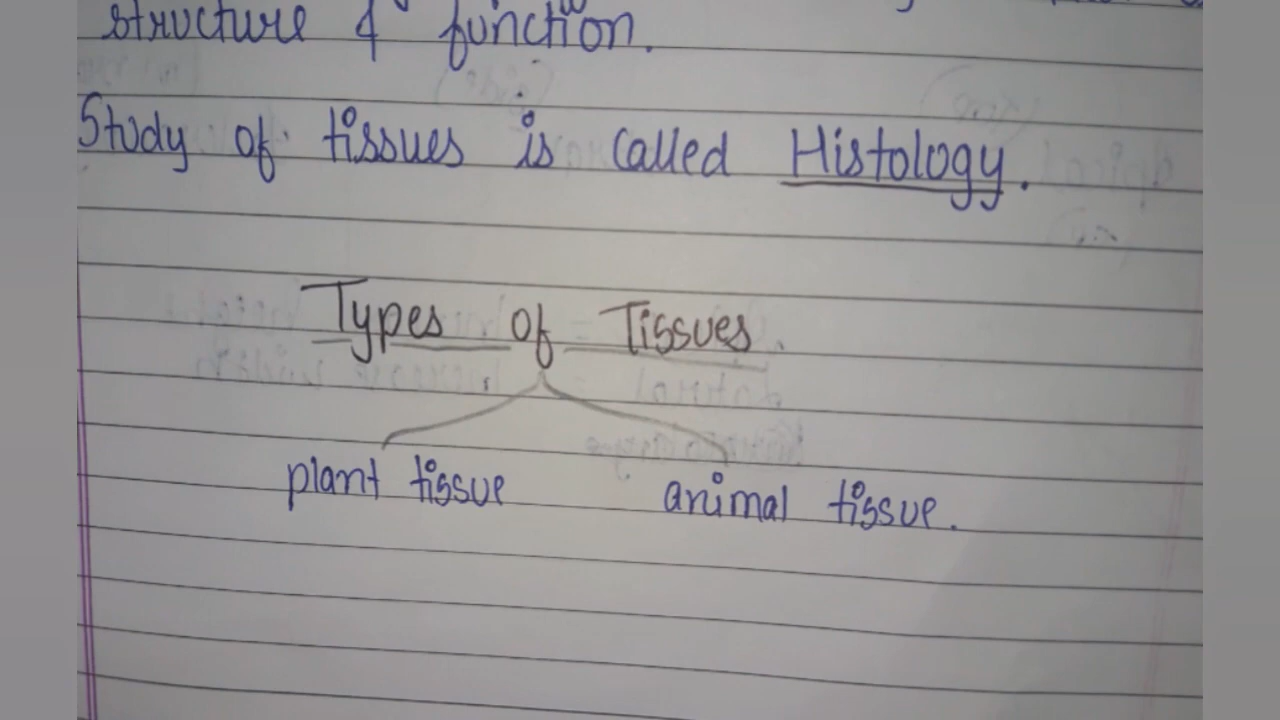 structure & function.
Study of tissues is called Histology.
Types of Tissues.
plant tissue animal tissue.